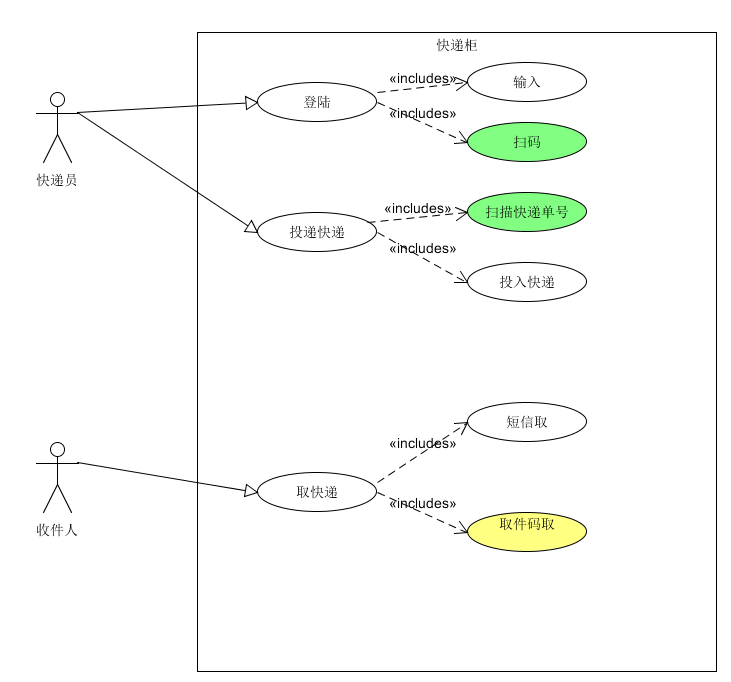 快递柜
«includes»
输入
登陆
«includes»
扫码
快递员
«includes»
扫描快递单号
投递快递
«includes»
投入快递
短信取
«includes»
取快递
«includes»
取件码取
收件人